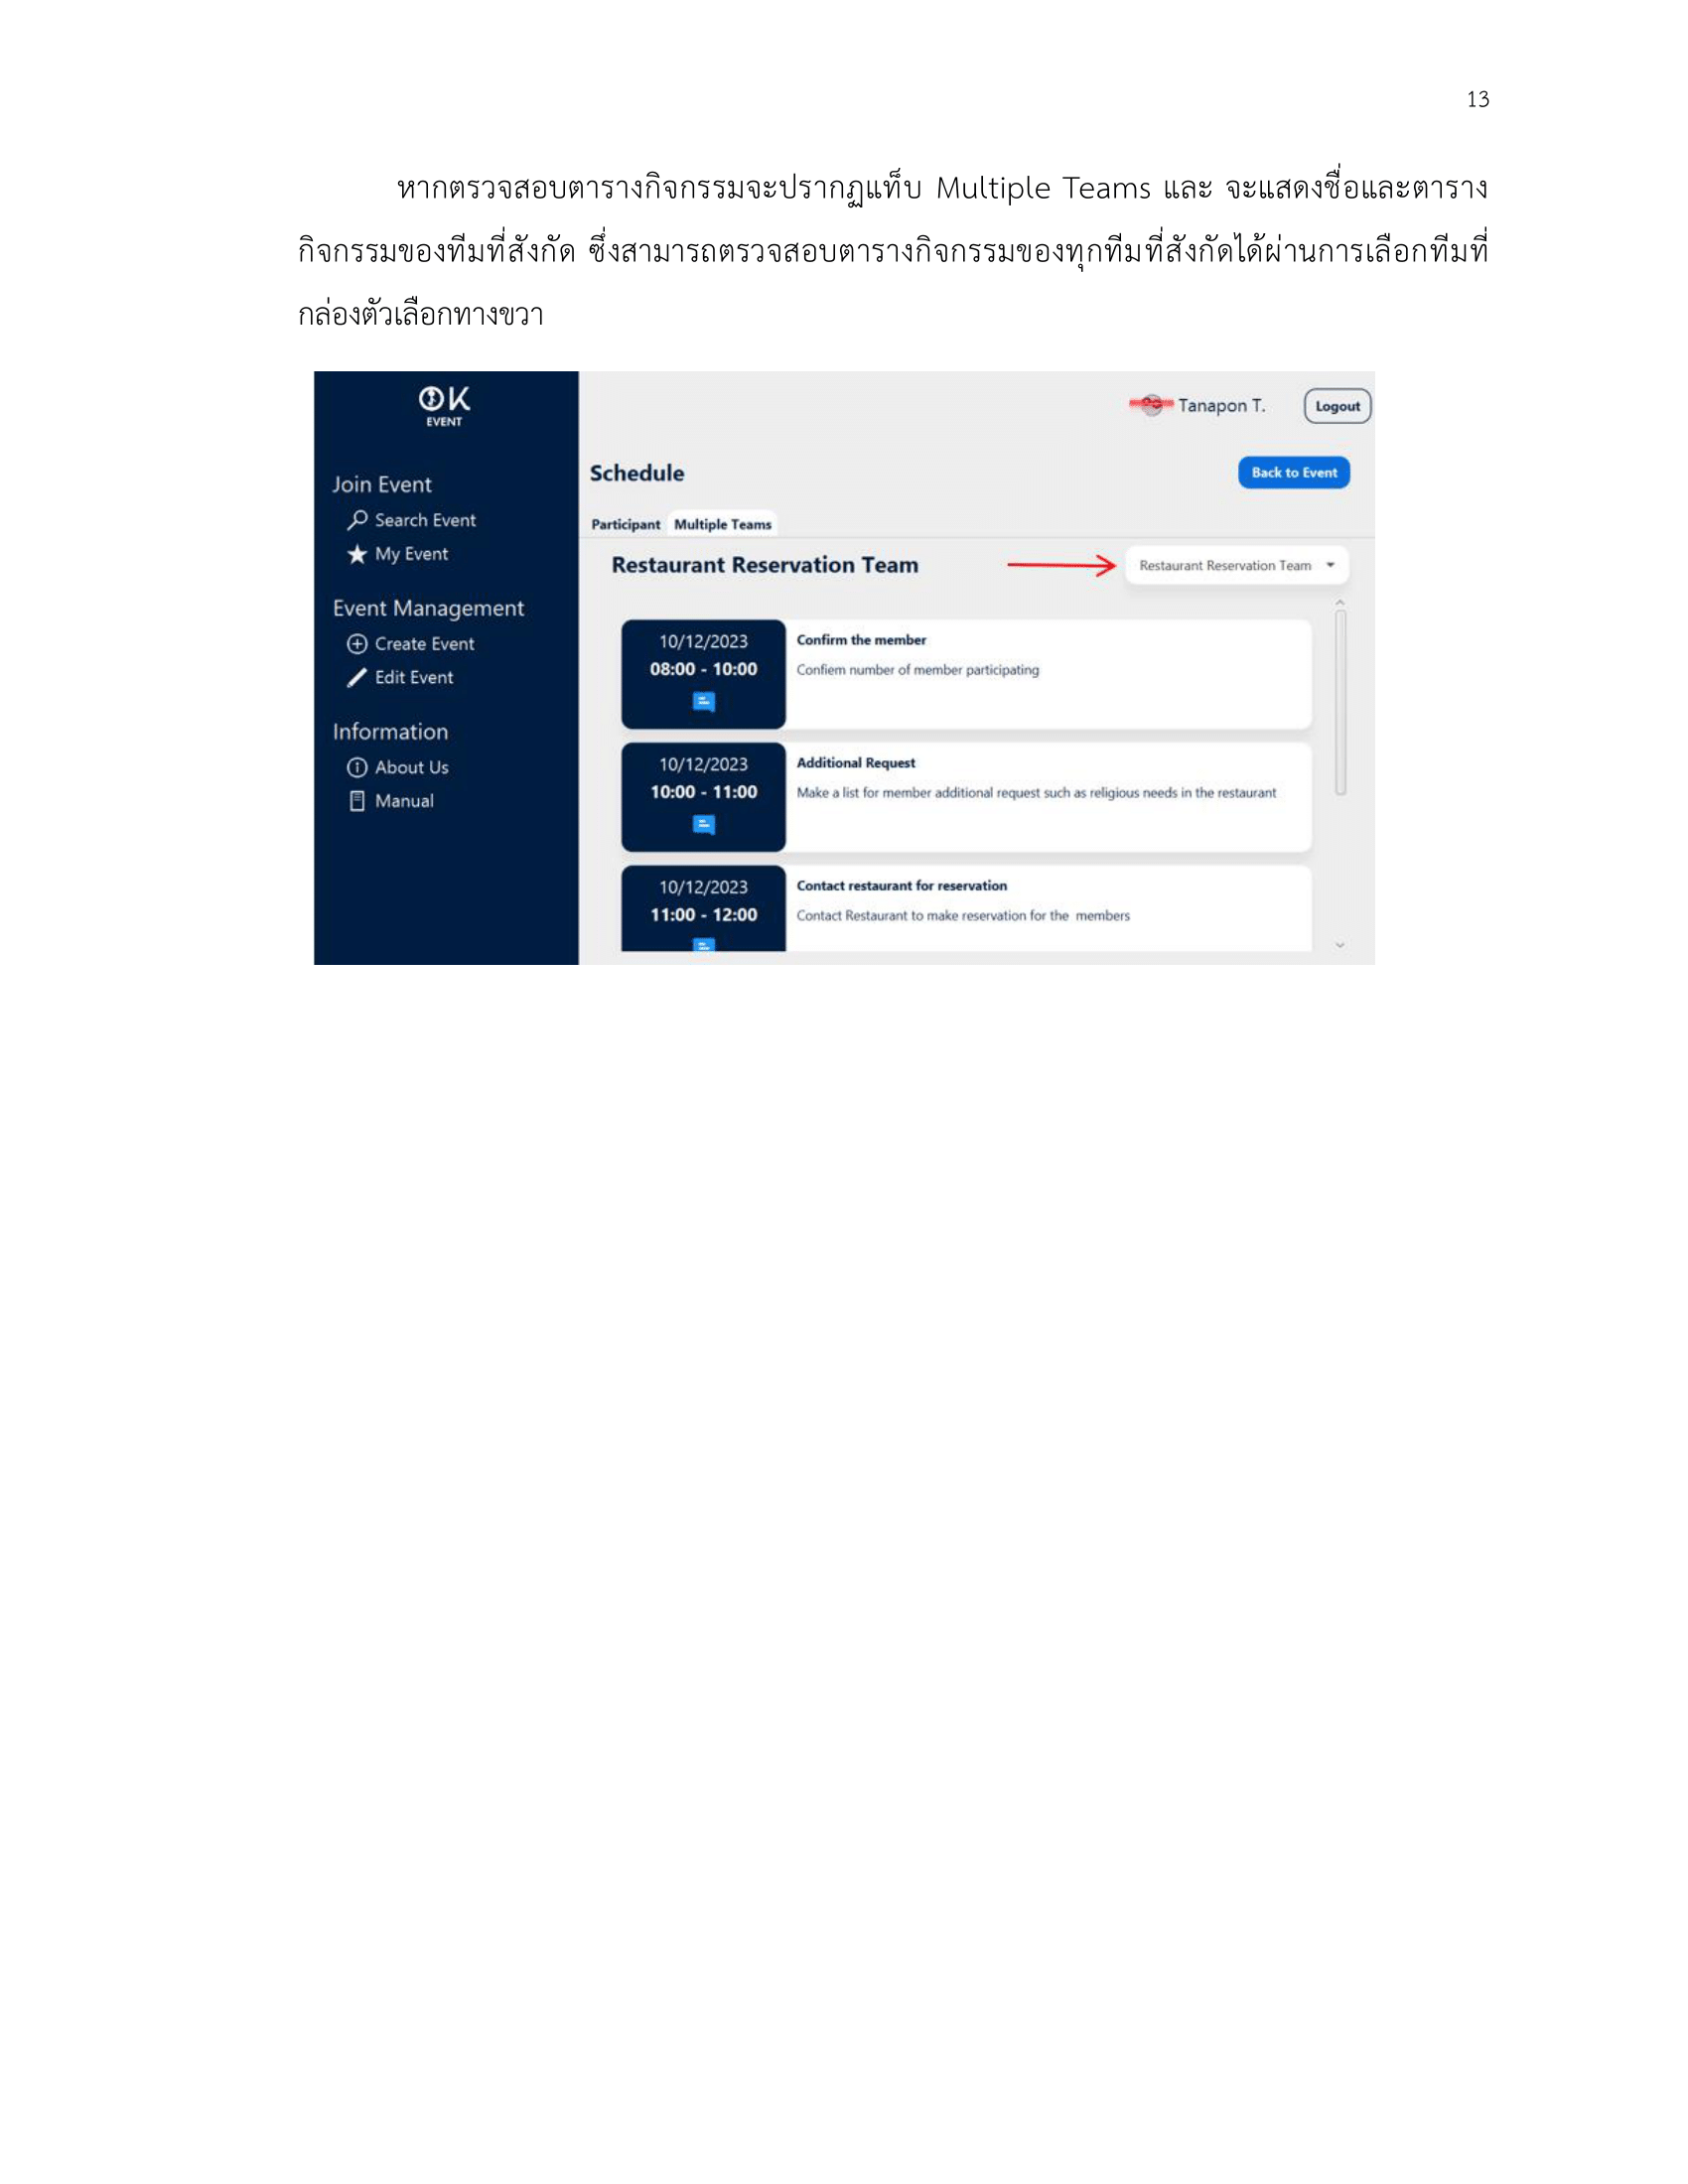 13
หากตรวจสอบตารางกิจกรรมจะปรากฏแท็บ Multiple Teams และ จะแสดงชื่อและตาราง
กิจกรรมของทีมที่สังกัด ซึ่งสามารถตรวจสอบตารางกิจกรรมของทุกทีมที่สังกัดได้ผ่านการเลือกทีมที่
กล่องตัวเลือกทางขวา
OK
EVENT
Tanapon T.
Logout
Join Event
Search Event
My Event
Event Management
Create Event
Edit Event
Information
About Us
Manual
Schedule
Back to Event
Participant Multiple Teams
Restaurant Reservation Team
Restaurant Reservation Team
10/12/2023
08:00 - 10:00
Confirm the member
Confiem number of member participating
10/12/2023
10:00 - 11:00
Additional Request
Make a list for member additional request such as religious needs in the restaurant
10/12/2023
11:00 - 12:00
Contact restaurant for reservation
Contact Restaurant to make reservation for the members